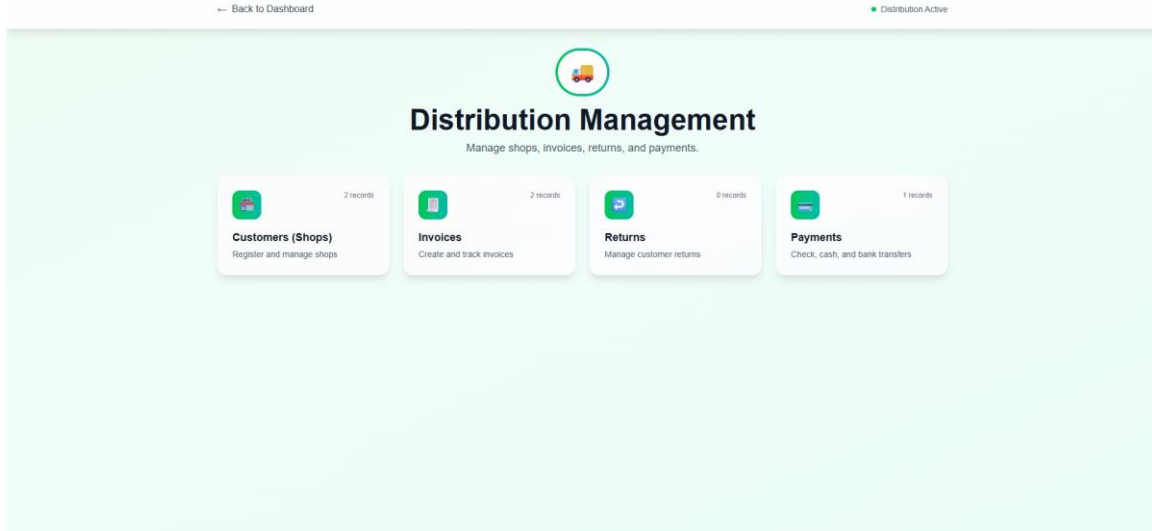 ← Back to Dashboard
Distribution Active
Distribution Management
Manage shops, invoices, returns, and payments.
2 records
Customers (Shops)
Register and manage shops
2 records
Invoices
Create and track invoices
0 records
Returns
Manage customer returns
1 records
Payments
Check, cash, and bank transfers